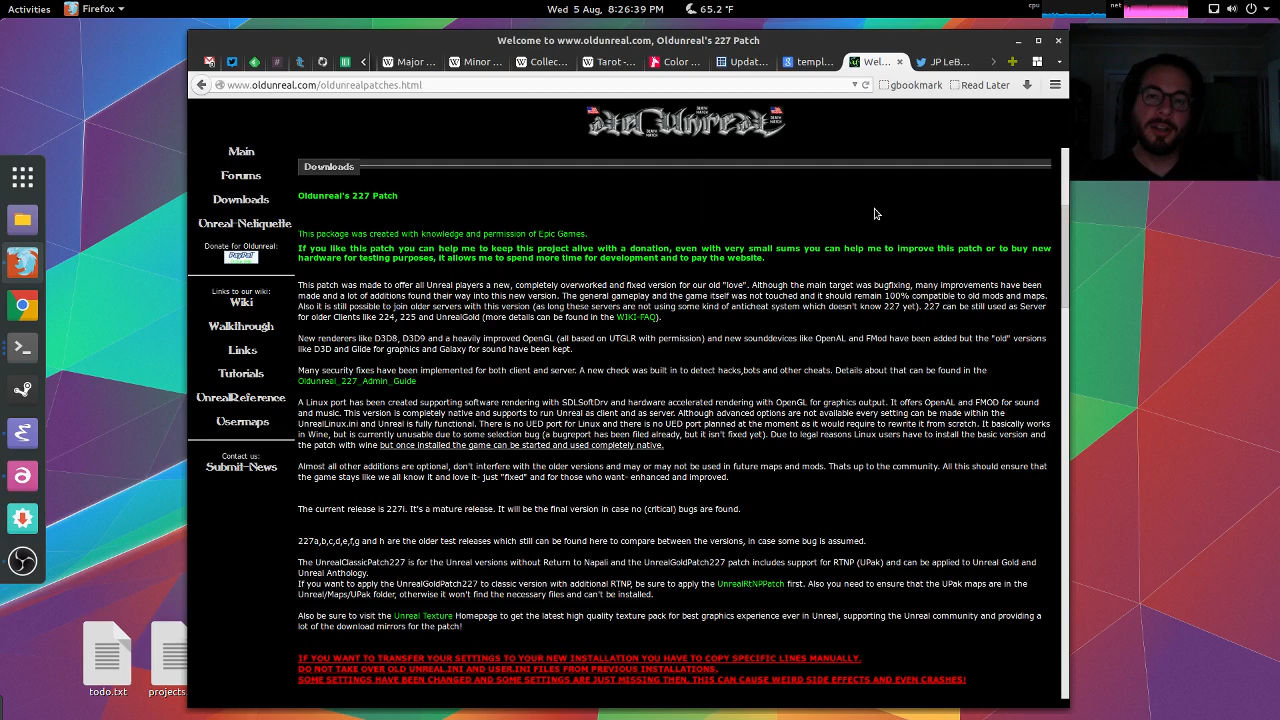 Activities
Firefox
Wed 5 Aug, 8:26:39 PM
65.2 °F
cpu
net
Welcome to www.oldunreal.com, Oldunreal's 227 Patch
Major ...
Minor ...
Collec...
Tarot -...
Color ...
Updat...
templ...
Wel...
JP LeB...
www.oldunreal.com/oldunrealpatches.html
gbookmark
Read Later
old Unreal
DEATH MATCH
DEATH MATCH
DEATH MATCH
Main
Forums
Downloads
Unreal-Netiquette
Donate for Oldunreal:
PayPal
Links to our wiki:
Wiki
Walkthrough
Links
Tutorials
UnrealReference
Usermaps
Contact us:
Submit-News
Downloads
Oldunreal's 227 Patch
This package was created with knowledge and permission of Epic Games.
If you like this patch you can help me to keep this project alive with a donation, even with very small sums you can help me to improve this patch or to buy new
hardware for testing purposes, it allows me to spend more time for development and to pay the website.
This patch was made to offer all Unreal players a new, completely overworked and fixed version for our old "love". Although the main target was bugfixing, many improvements have been
made and a lot of additions found their way into this new version. The general gameplay and the game itself was not touched and it should remain 100% compatible to old mods and maps.
Also it is still possible to join older servers with this version (as long these servers are not using some kind of anticheat system which doesn't know 227 yet). 227 can be still used as Server
for older Clients like 224, 225 and UnrealGold (more details can be found in the WIKI-FAQ).
New renderers like D3D8, D3D9 and a heavily improved OpenGL (all based on UTGLR with permission) and new sounddevices like OpenAL and FMod have been added but the "old" versions
like D3D and Glide for graphics and Galaxy for sound have been kept.
Many security fixes have been implemented for both client and server. A new check was built in to detect hacks,bots and other cheats. Details about that can be found in the
Oldunreal_227_Admin_Guide
A Linux port has been created supporting software rendering with SDLSoftDrv and hardware accelerated rendering with OpenGL for graphics output. It offers OpenAL and FMOD for sound
and music. This version is completely native and supports to run Unreal as client and as server. Although advanced options are not available every setting can be made within the
UnrealLinux.ini and Unreal is fully functional. There is no UED port for Linux and there is no UED port planned at the moment as it would require to rewrite it from scratch. It basically works
in Wine, but is currently unusable due to some selection bug (a bugreport has been filed already, but it isn't fixed yet). Due to legal reasons Linux users have to install the basic version and
the patch with wine but once installed the game can be started and used completely native.
Almost all other additions are optional, don't interfere with the older versions and may or may not be used in future maps and mods. Thats up to the community. All this should ensure that
the game stays like we all know it and love it- just "fixed" and for those who want- enhanced and improved.
The current release is 227i. It's a mature release. It will be the final version in case no (critical) bugs are found.
227a,b,c,d,e,f,g and h are the older test releases which still can be found here to compare between the versions, in case some bug is assumed.
The UnrealClassicPatch227 is for the Unreal versions without Return to Napali and the UnrealGoldPatch227 patch includes support for RTNP (UPak) and can be applied to Unreal Gold and
Unreal Anthology.
If you want to apply the UnrealGoldPatch227 to classic version with additional RTNP, be sure to apply the UnrealRtNPPatch first. Also you need to ensure that the UPak maps are in the
Unreal/Maps/UPak folder, otherwise it won't find the necessary files and can't be installed.
Also be sure to visit the Unreal Texture Homepage to get the latest high quality texture pack for best graphics experience ever in Unreal, supporting the Unreal community and providing a
lot of the download mirrors for the patch!
IF YOU WANT TO TRANSFER YOUR SETTINGS TO YOUR NEW INSTALLATION YOU HAVE TO COPY SPECIFIC LINES MANUALLY.
DO NOT TAKE OVER OLD UNREAL.INI AND USER.INI FILES FROM PREVIOUS INSTALLATIONS.
SOME SETTINGS HAVE BEEN CHANGED AND SOME SETTINGS ARE JUST MISSING THEN. THIS CAN CAUSE WEIRD SIDE EFFECTS AND EVEN CRASHES!
todo.txt
projects.